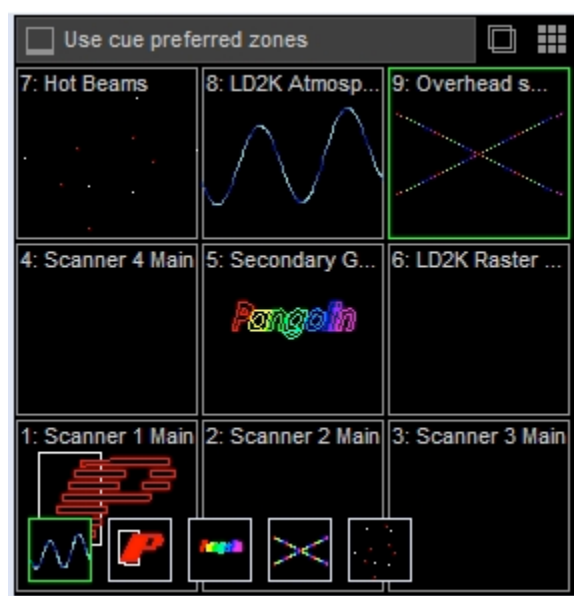 Use cue preferred zones
7: Hot Beams
8: LD2K Atmosp...
9: Overhead s...
4: Scanner 4 Main
5: Secondary G...
6: LD2K Raster ...
Pangolin
1: Scanner 1 Main
2: Scanner 2 Main
3: Scanner 3 Main
P
P